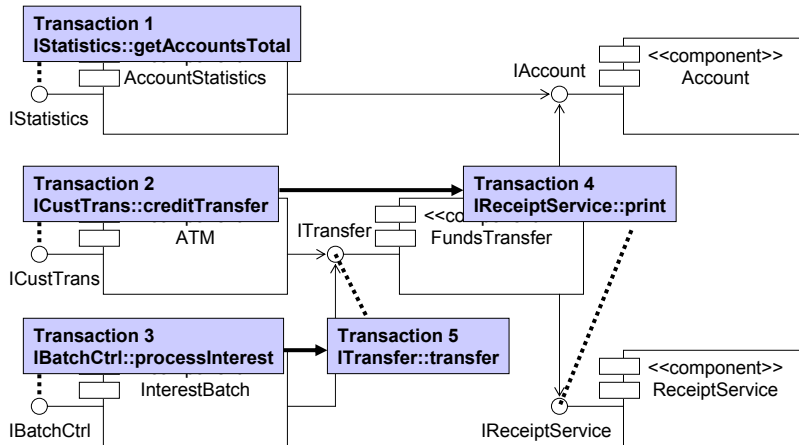 Transaction 1
IStatistics::getAccountsTotal
AccountStatistics
IStatistics
IAccount
<<component>>
Account
Transaction 2
ICustTrans::creditTransfer
ATM
ICustTrans
ITransfer
Transaction 4
IReceiptService::print
FundsTransfer
Transaction 3
IBatchCtrl::processInterest
InterestBatch
IBatchCtrl
Transaction 5
ITransfer::transfer
<<component>>
ReceiptService
IReceiptService